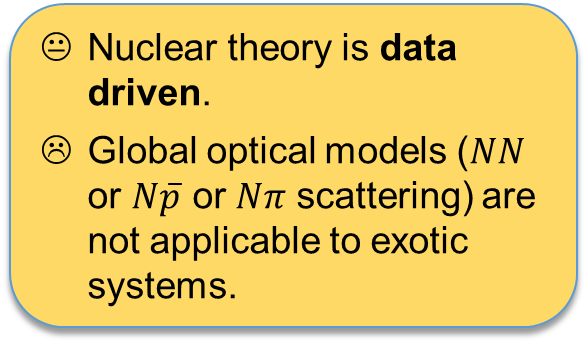 😐 Nuclear theory is data
driven.
☹ Global optical models (NN
or Np̄ or Nπ scattering) are
not applicable to exotic
systems.